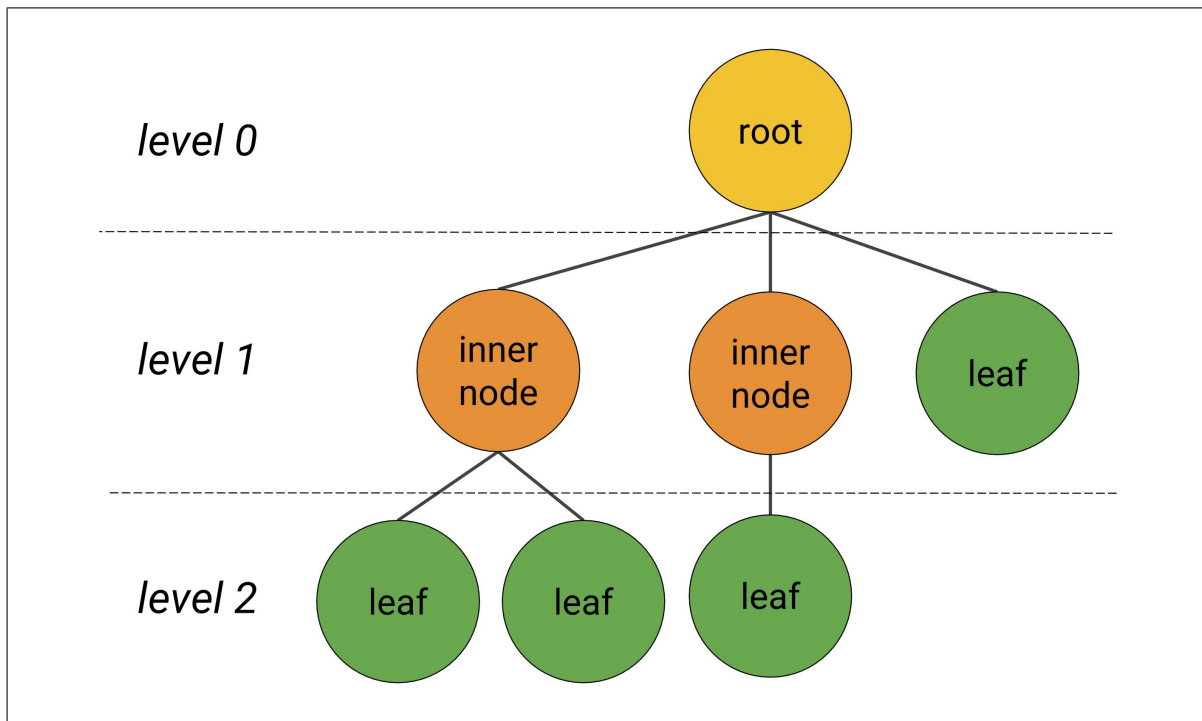 level 0
root
level 1
inner
node
inner
node
leaf
level 2
leaf
leaf
leaf